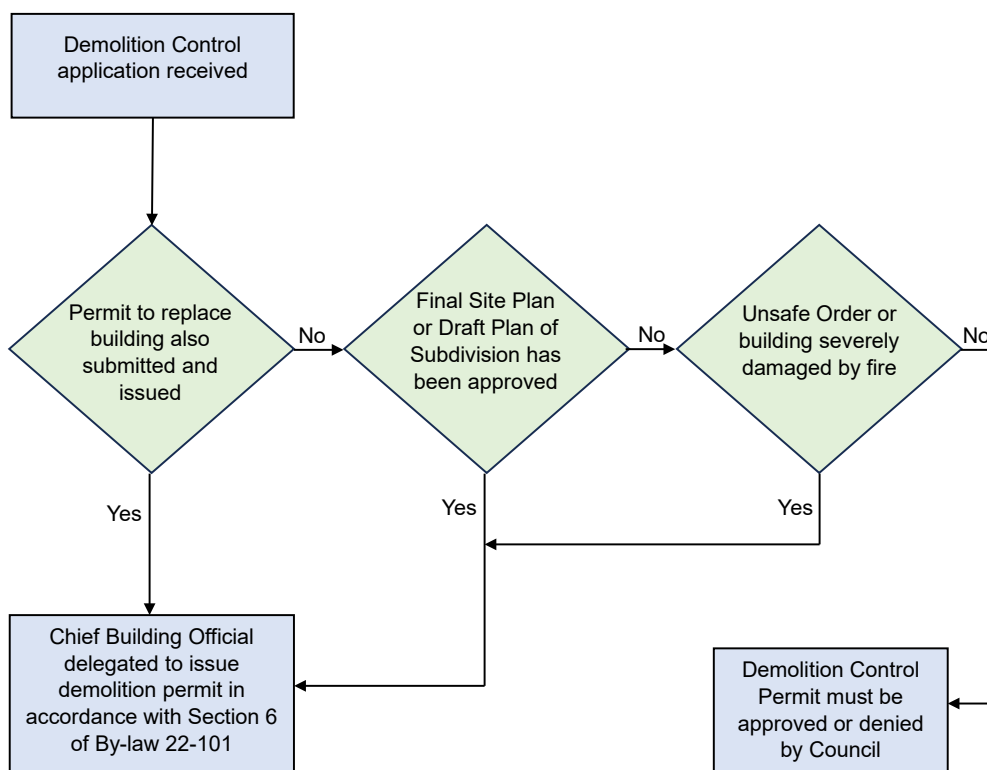 Demolition Control
application received
Permit to replace
building also
submitted and
issued
No
Final Site Plan
or Draft Plan of
Subdivision has
been approved
No
Unsafe Order or
building severely
damaged by fire
No
Yes
Yes
Yes
Chief Building Official
delegated to issue
demolition permit in
accordance with Section 6
of By-law 22-101
Demolition Control
Permit must be
approved or denied
by Council